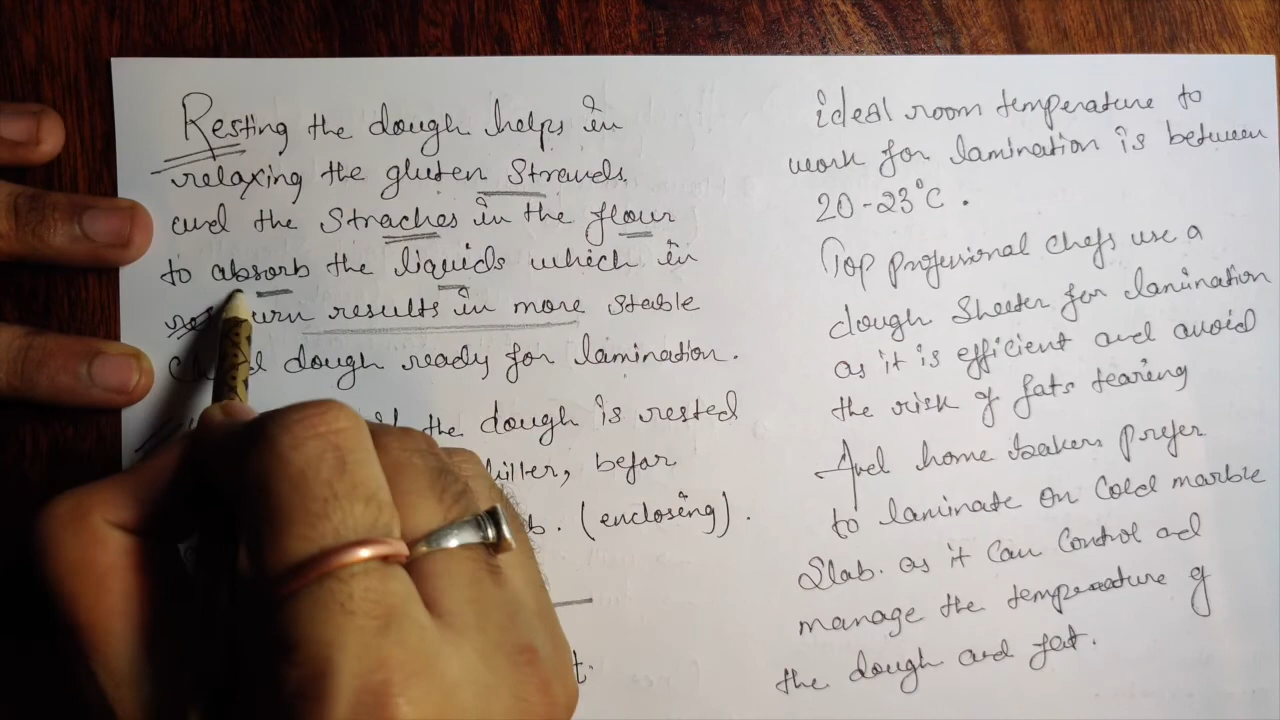 Resting the dough helps in
relaxing the gluten Strands
and the Straches in the flour
to absorb the liquids which in
results in more stable
dough ready for lamination.
the dough is rested
befor
(enclosing).
ideal room temperature to
work for lamination is between
20-23°C.
Top professional chefs use a
dough Sheeter for lamination
as it is efficient and avoid
the risk of fats tearing
And home bakers prefer
to laminate on Cold marble
Slab. as it Can Control ad
manage the temperature of
the dough and fat.